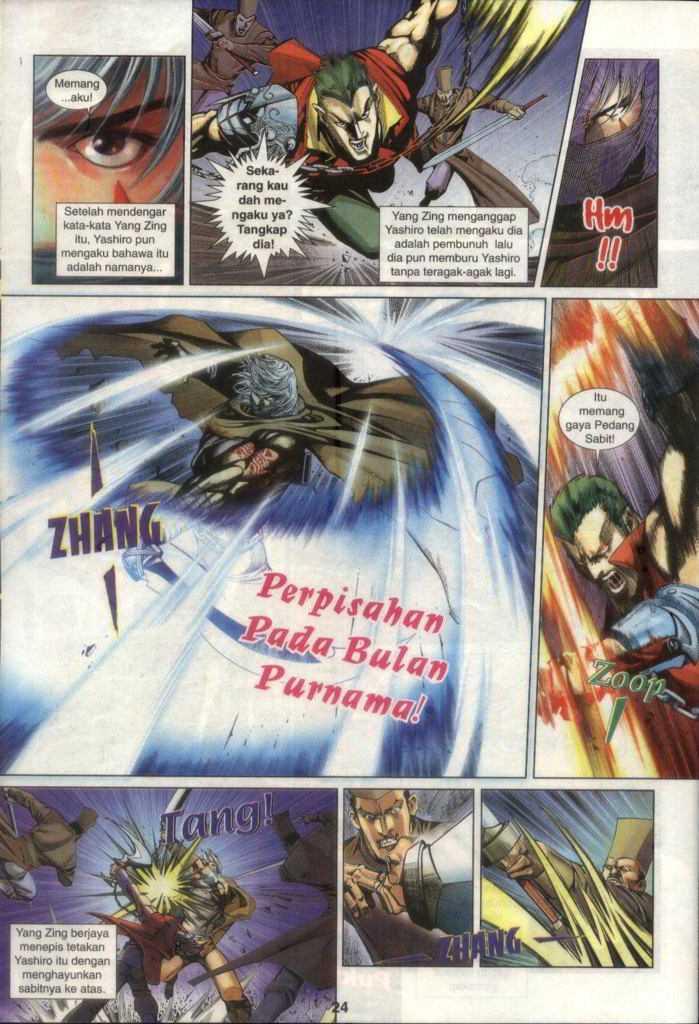 Memang
...aku!
Setelah mendengar
kata-kata Yang Zing
itu, Yashiro pun
mengaku bahawa itu
adalah namanya...
Seka-
rang kau
dah me-
ngaku ya?
Tangkap
dia!
Yang Zing menganggap
Yashiro telah mengaku dia
adalah pembunuh lalu
dia pun memburu Yashiro
tanpa teragak-agak lagi.
Hm
!!
ZHANG
!
Perpisahan
Pada Bulan
Purnama!
Itu
memang
gaya Pedang
Sabit!
Zoop
!
Tang!
Yang Zing berjaya
menepis tetakan
Yashiro itu dengan
menghayunkan
sabitnya ke atas.
ZHANG
24